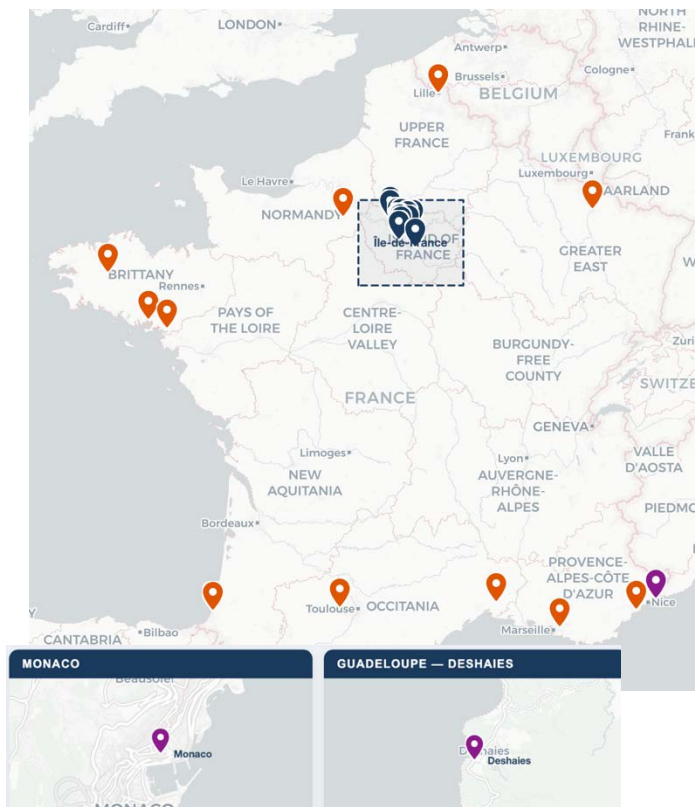 NORTH
RHINE-
WESTPHAL
Cardiff
LONDON
Antwerp
Cologne
Brussels
Lille
BELGIUM
UPPER
FRANCE
Frank
LUXEMBOURG
Luxembourg
Le Havre
AARLAND
NORMANDY
Île-de-France
FRANCE
GREATER
EAST
BRITTANY
Rennes
PAYS OF
THE LOIRE
CENTRE-
LOIRE
VALLEY
BURGUNDY-
FREE
COUNTY
Züri
SWITZE
FRANCE
GENEVA
Limoges
Lyon
VALLE
D'AOSTA
NEW
AQUITANIA
AUVERGNE-
RHÔNE-
ALPES
PIEDMO
Bordeaux
PROVENCE-
ALPES-CÔTE
D'AZUR
Toulouse
OCCITANIA
Nice
Marseille
Bilbao
CANTABRIA
MONACO
GUADELOUPE — DESHAIES
Beausoleil
Monaco
Deshaies
Deshaies
MONACO